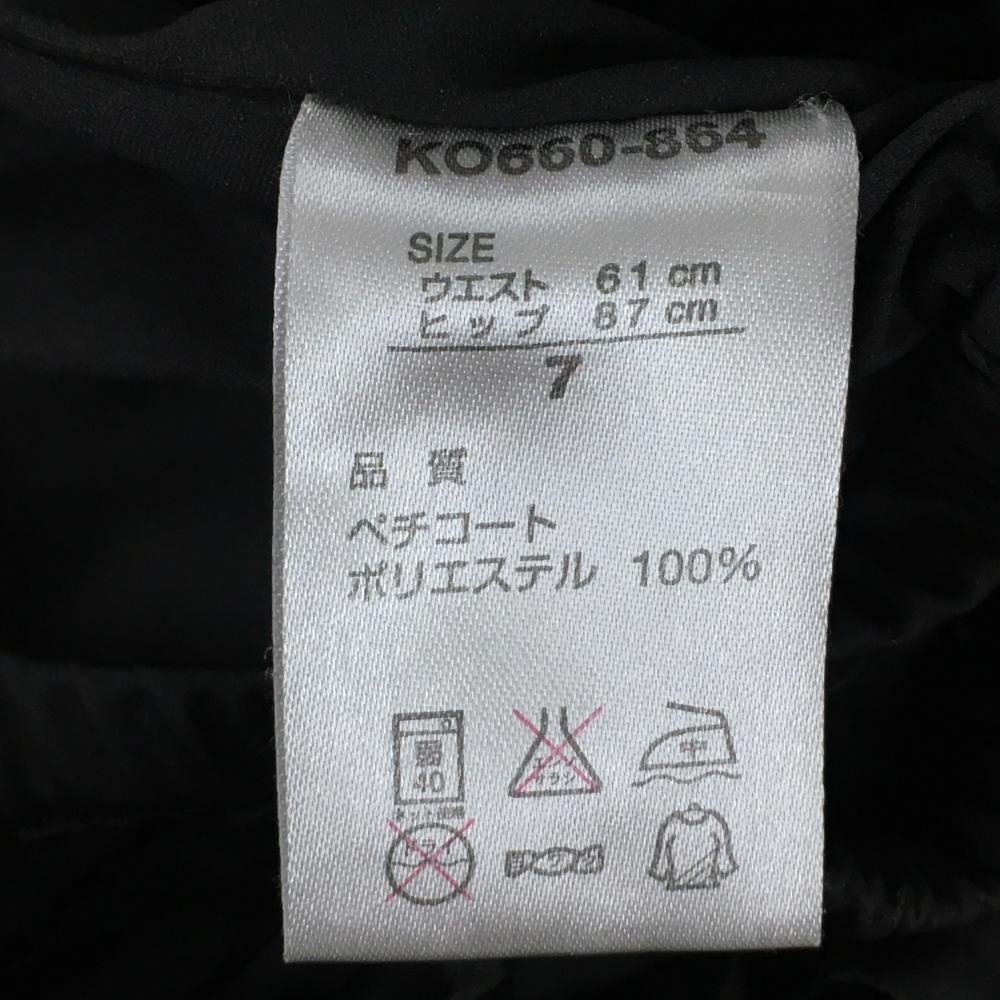 KO660-864
SIZE
ウエスト 61 cm
ヒップ 87 cm
7
品 質
ペチコート
ポリエステル 100%
40
中